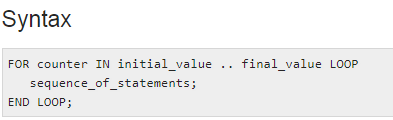 Syntax
FOR counter IN initial_value .. final_value LOOP
   sequence_of_statements;
END LOOP;